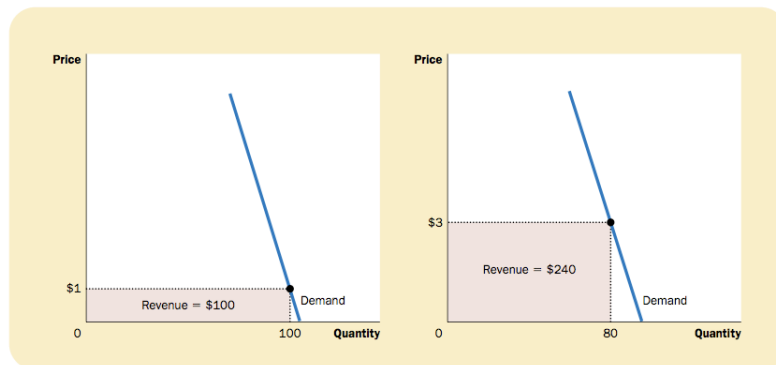 Price
$1
Revenue = $100
Demand
0
100
Quantity
Price
$3
Revenue = $240
Demand
0
80
Quantity